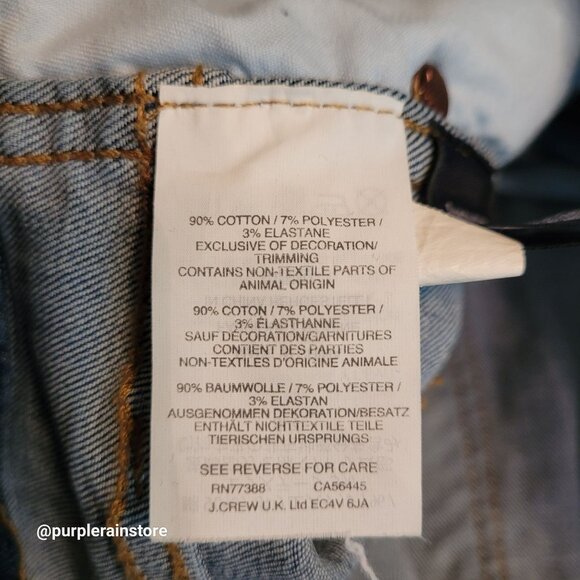 90% COTTON / 7% POLYESTER /
3% ELASTANE
EXCLUSIVE OF DECORATION/
TRIMMING
CONTAINS NON-TEXTILE PARTS OF
ANIMAL ORIGIN
90% COTON / 7% POLYESTER /
3% ÉLASTHANNE
SAUF DÉCORATION/GARNITURES
CONTIENT DES PARTIES
NON-TEXTILES D'ORIGINE ANIMALE
90% BAUMWOLLE / 7% POLYESTER /
3% ELASTAN
AUSGENOMMEN DEKORATION/BESATZ
ENTHÄLT NICHTTEXTILE TEILE
TIERISCHEN URSPRUNGS
SEE REVERSE FOR CARE
RN77388 CA56445
J.CREW U.K. Ltd EC4V 6JA
@purplerainstore